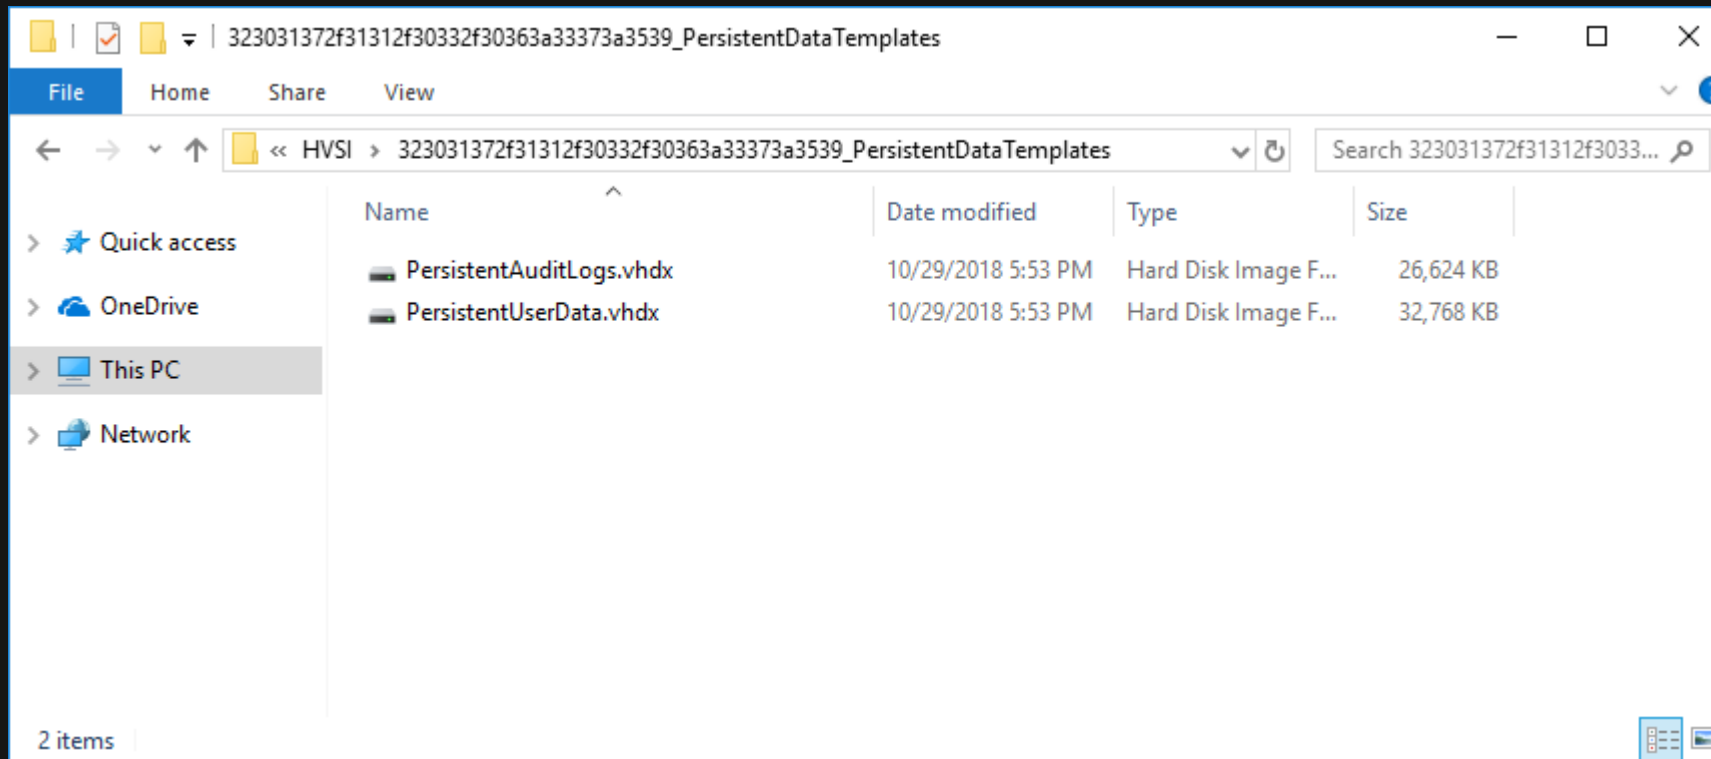 323031372f31312f30332f30363a33373a3539_PersistentDataTemplates
File Home Share View
« HVSI > 323031372f31312f30332f30363a33373a3539_PersistentDataTemplates Search 323031372f31312f3033...
Name Date modified Type Size
Quick access
PersistentAuditLogs.vhdx 10/29/2018 5:53 PM Hard Disk Image F... 26,624 KB
OneDrive
PersistentUserData.vhdx 10/29/2018 5:53 PM Hard Disk Image F... 32,768 KB
This PC
Network
2 items